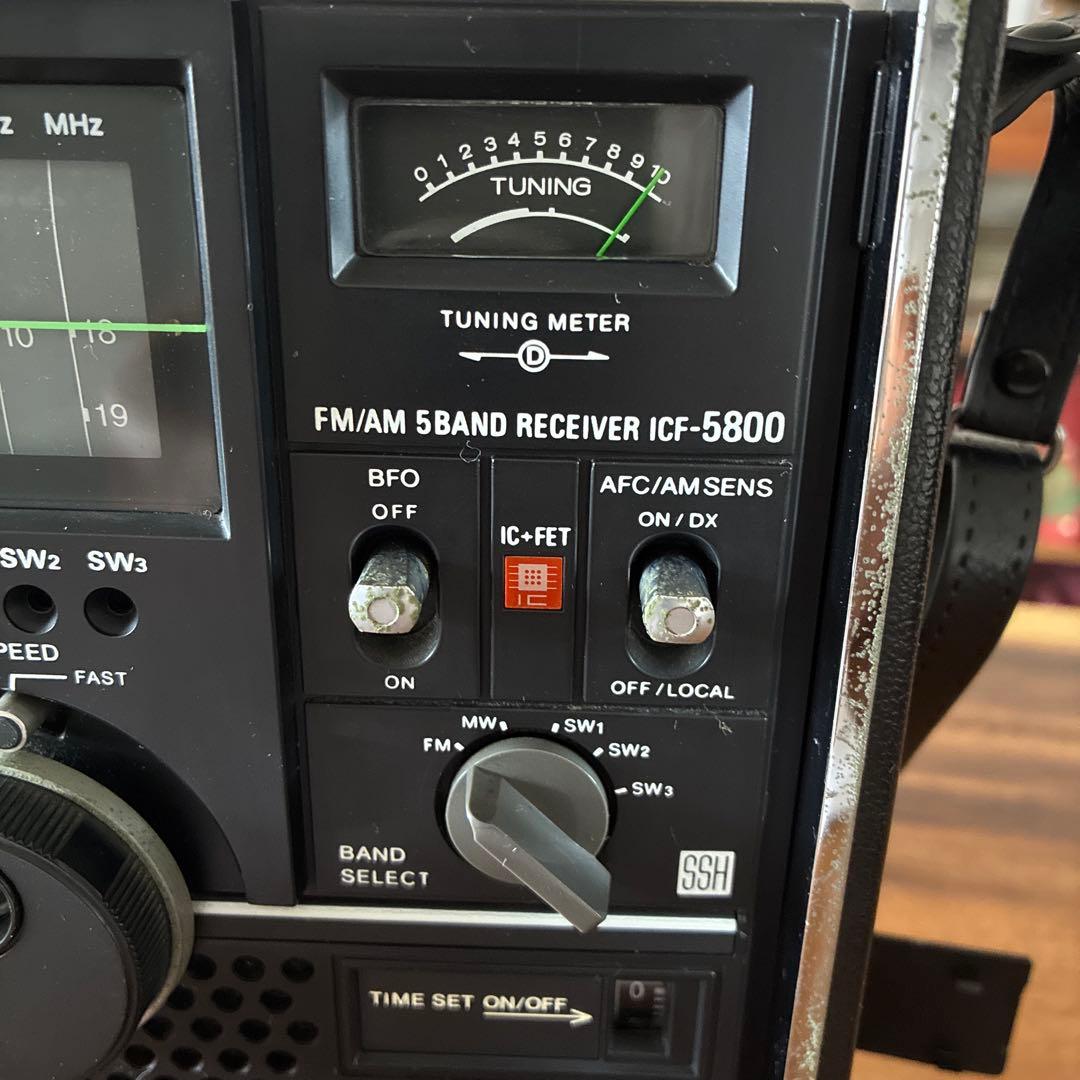 MHz
0 1 2 3 4 5 6 7 8 9 10
TUNING
10
18
19
TUNING METER
D
FM/AM 5BAND RECEIVER ICF-5800
BFO
OFF
ON
IC+FET
IC
AFC/AM SENS
ON/DX
OFF/LOCAL
SW2 SW3
FAST
MW
SW1
FM
SW2
SW3
BAND
SELECT
SSH
TIME SET ON/OFF
0